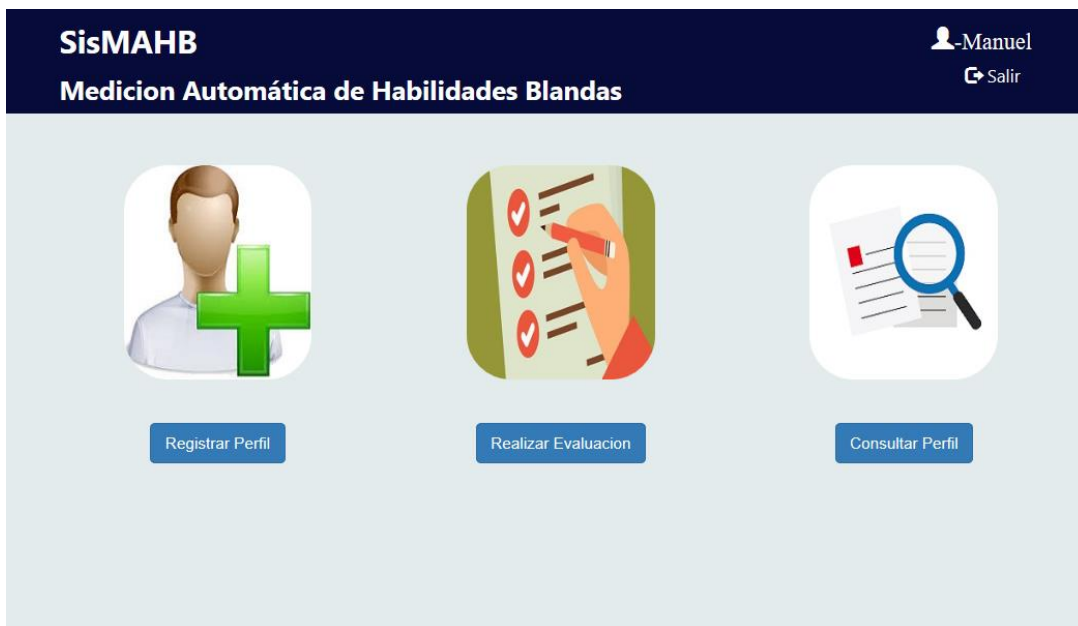 SisMAHB
-Manuel
Salir
Medicion Automática de Habilidades Blandas
Registrar Perfil
Realizar Evaluacion
Consultar Perfil